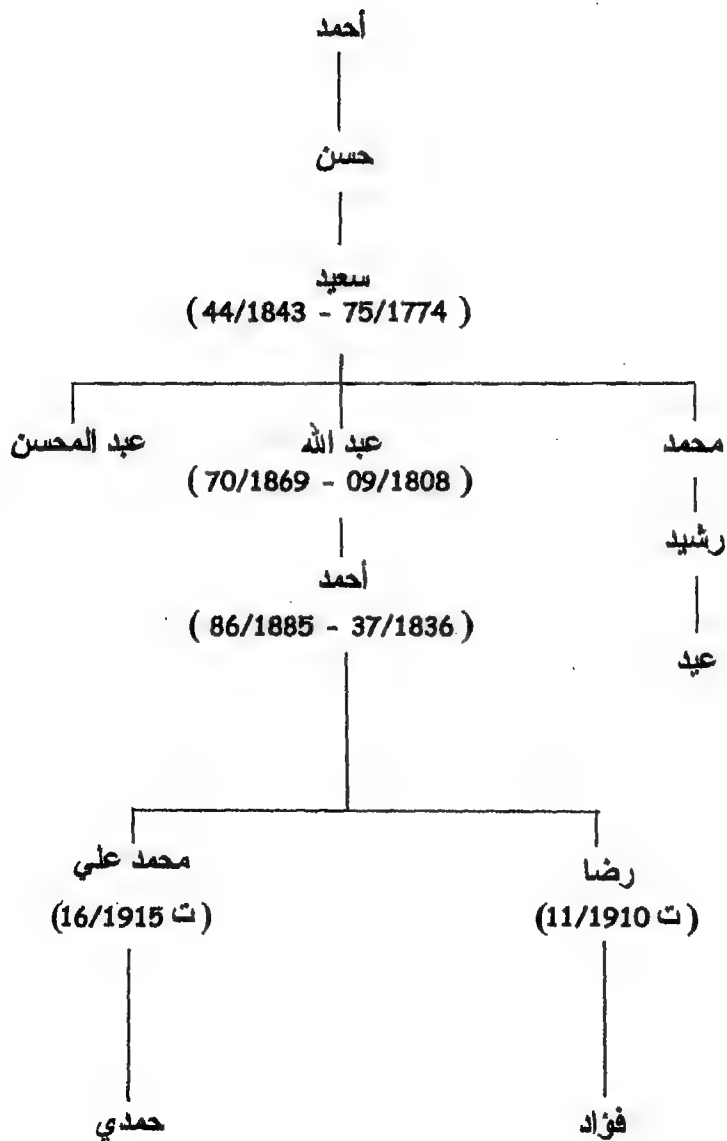 أحمد
حسن
سعيد
(1774/75 - 1843/44)
محمد
عبد الله
عبد المحسن
(1808/09 - 1869/70)
رشيد
أحمد
(1836/37 - 1885/86)
عيد
رضا
محمد علي
(ت 1910/11)
(ت 1915/16)
فؤاد
حمدي